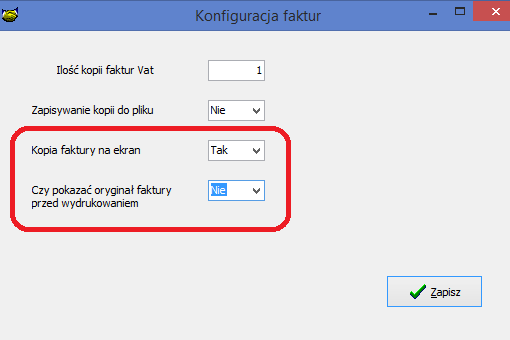 Konfiguracja faktur
Ilość kopii faktur Vat 1
Zapisywanie kopii do pliku Nie
Kopia faktury na ekran Tak
Czy pokazać oryginał faktury
przed wydrukowaniem Nie
Zapisz